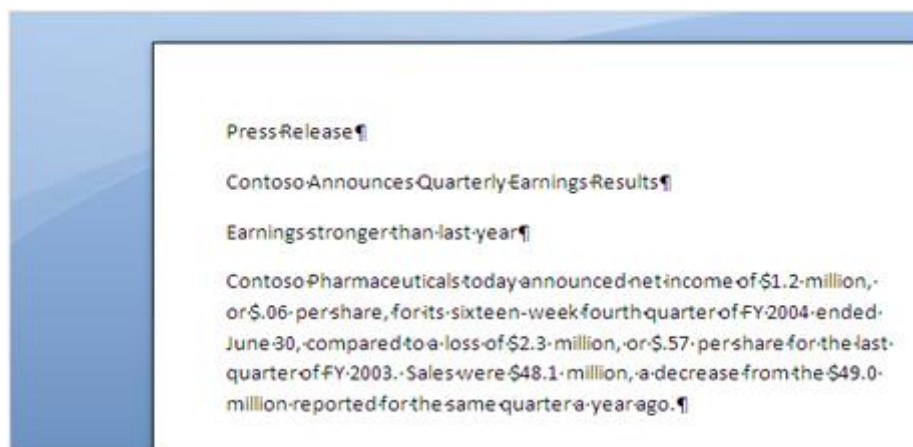 Press Release¶
Contoso Announces Quarterly Earnings Results¶
Earnings stronger than last year¶
Contoso Pharmaceuticals today announced net income of $1.2 million,
or $.06 per share, for its sixteen-week fourth quarter of FY 2004 ended
June 30, compared to a loss of $2.3 million, or $.57 per share for the last
quarter of FY 2003. Sales were $48.1 million, a decrease from the $49.0
million reported for the same quarter a year ago.¶